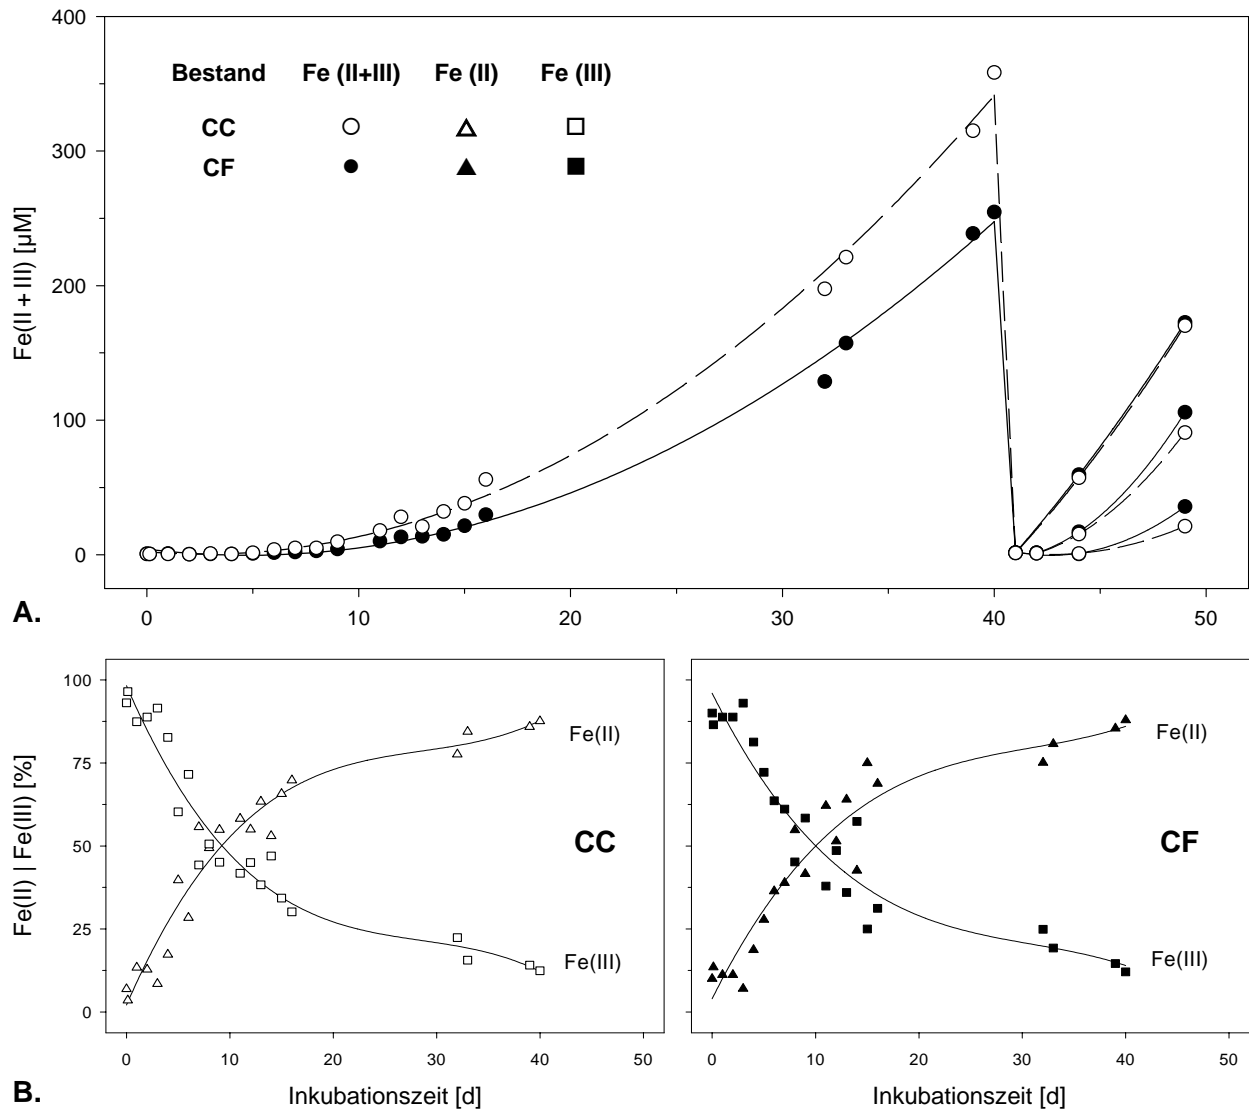 400
300
200
100
0
Fe(II + III) [µM]
Bestand Fe (II+III) Fe (II) Fe (III)
CC
CF
0 10 20 30 40 50
A.
100
75
50
25
0
Fe(II) | Fe(III) [%]
Fe(II)
CC
Fe(III)
0 10 20 30 40 50
Inkubationszeit [d]
Fe(II)
CF
Fe(III)
0 10 20 30 40 50
Inkubationszeit [d]
B.